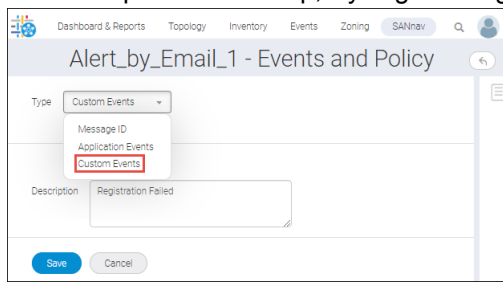 Dashboard & Reports Topology Inventory Events Zoning SANnav
Alert_by_Email_1 - Events and Policy
Type Custom Events
Message ID
Application Events
Custom Events
Description Registration Failed
Save Cancel